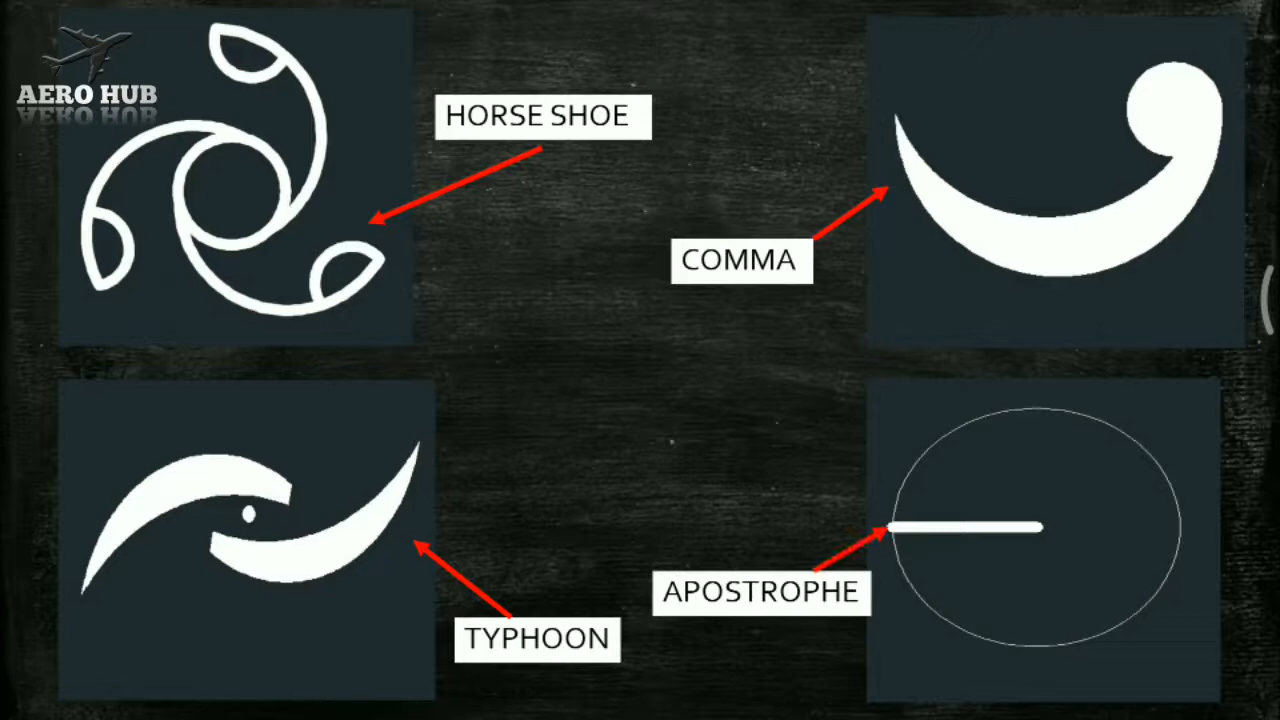 AERO HUB
HORSE SHOE
COMMA
APOSTROPHE
TYPHOON